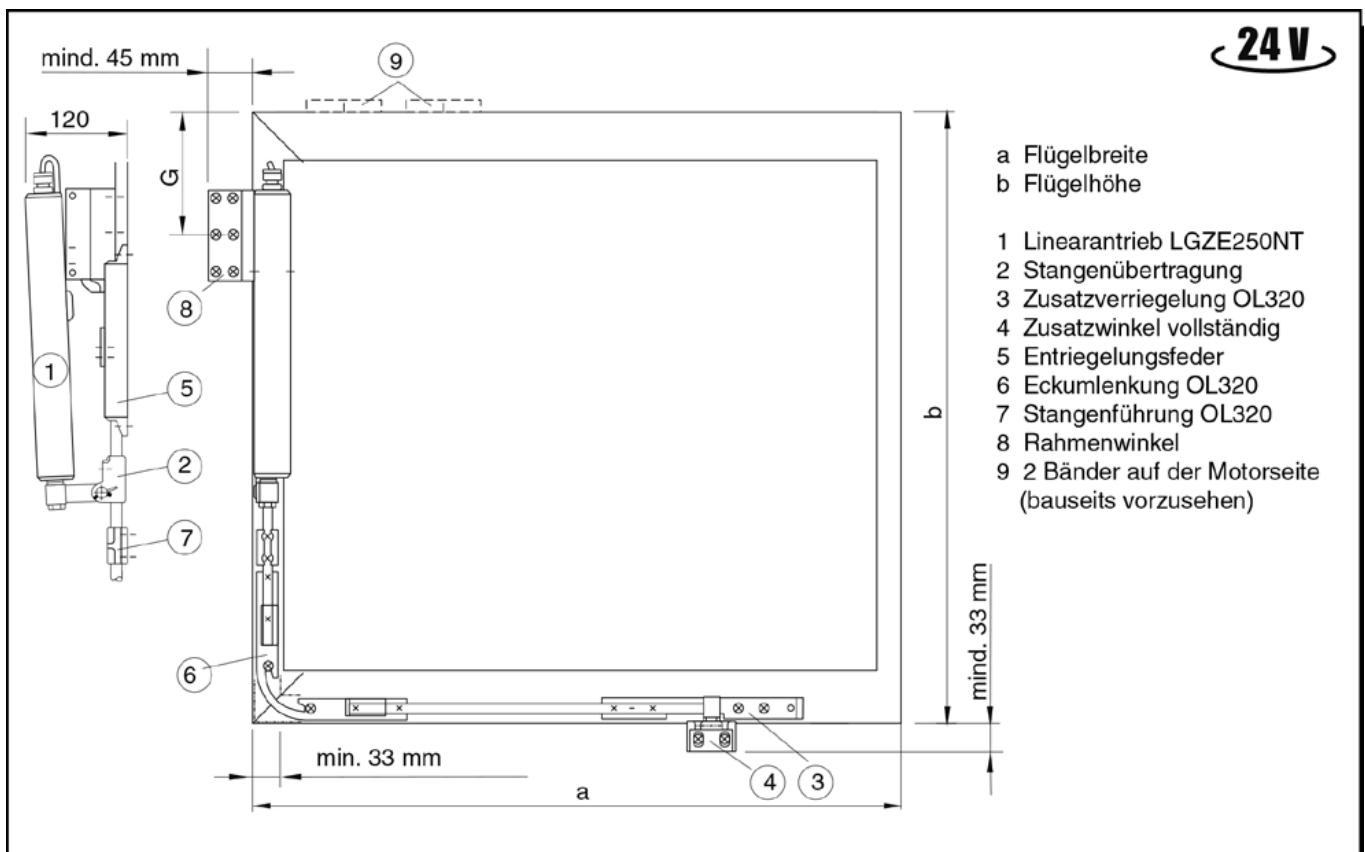 24 V
mind. 45 mm
9
120
G
a Flügelbreite
b Flügelhöhe
1 Linearantrieb LGZE250NT
2 Stangenübertragung
3 Zusatzverriegelung OL320
4 Zusatzwinkel vollständig
5 Entriegelungsfeder
6 Eckumlenkung OL320
7 Stangenführung OL320
8 Rahmenwinkel
9 2 Bänder auf der Motorseite
(bauseits vorzusehen)
8
1
5
b
2
7
mind. 33 mm
6
min. 33 mm
4
3
a